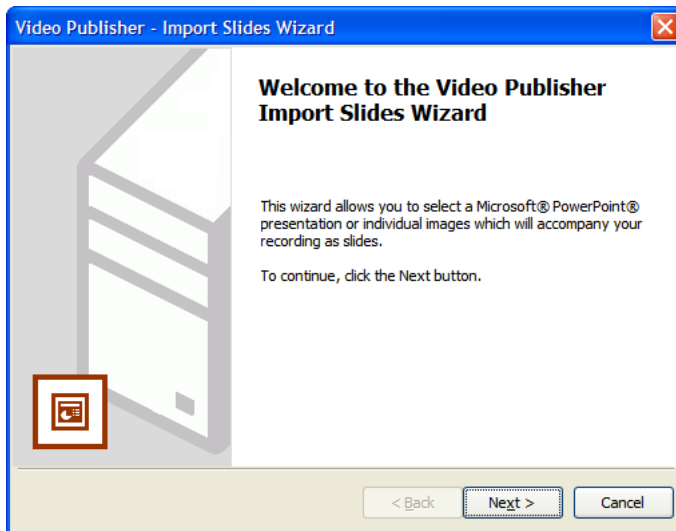 Video Publisher - Import Slides Wizard
Welcome to the Video Publisher
Import Slides Wizard
This wizard allows you to select a Microsoft® PowerPoint®
presentation or individual images which will accompany your
recording as slides.
To continue, click the Next button.
< Back
Next >
Cancel